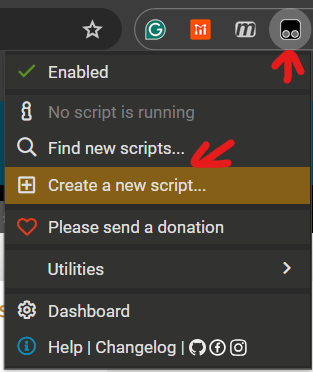 Enabled
No script is running
Find new scripts...
Create a new script...
Please send a donation
Utilities
Dashboard
Help | Changelog |